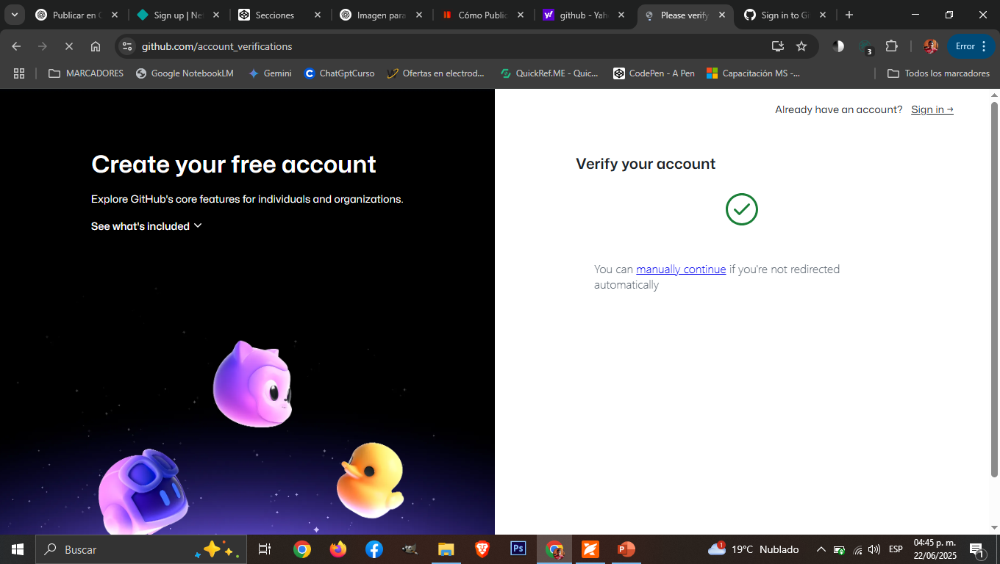 Publicar en G
Sign up | Net
Secciones
Imagen para
Cómo Public
github - Yah
Please verify
Sign in to Gi
github.com/account_verifications
3
Error
MARCADORES
Google NotebookLM
Gemini
ChatGptCurso
Ofertas en electrod...
QuickRef.ME - Quic...
CodePen - A Pen
Capacitación MS -...
Todos los marcadores
Already have an account? Sign in →
Create your free account
Explore GitHub's core features for individuals and organizations.
See what's included
Verify your account
You can manually continue if you're not redirected
automatically
Buscar
Ps
1
19°C Nublado
ESP
04:45 p. m.
22/06/2025
1